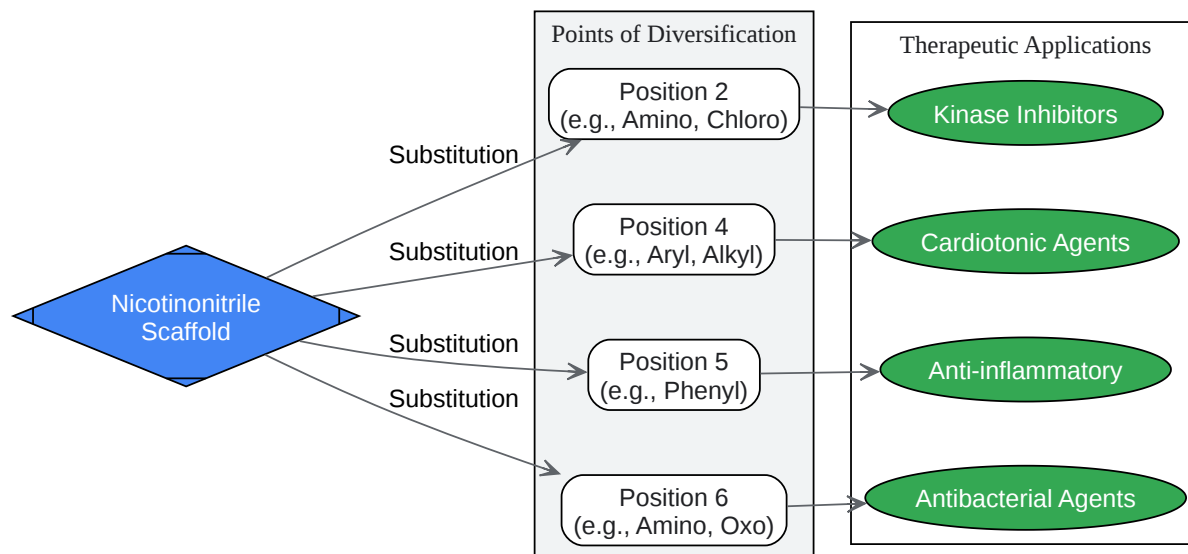 Points of Diversification
Therapeutic Applications
Position 2
(e.g., Amino, Chloro)
Kinase Inhibitors
Substitution
Position 4
(e.g., Aryl, Alkyl)
Cardiotonic Agents
Substitution
Nicotinonitrile
Scaffold
Substitution
Position 5
(e.g., Phenyl)
Anti-inflammatory
Substitution
Position 6
(e.g., Amino, Oxo)
Antibacterial Agents